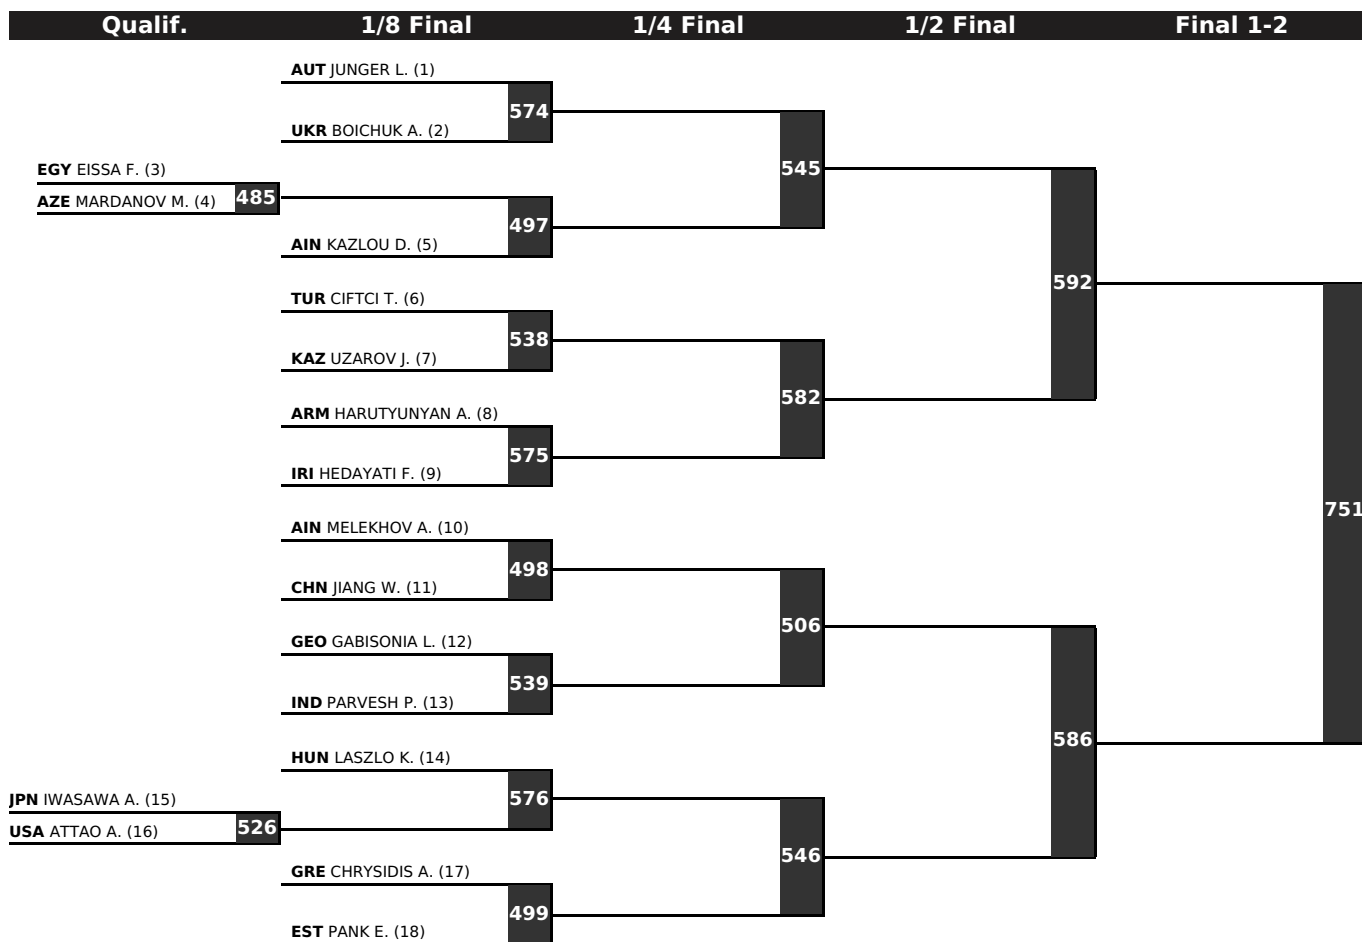 Qualif. 1/8 Final 1/4 Final 1/2 Final Final 1-2
AUT JUNGER L. (1)
574
UKR BOICHUK A. (2)
545
EGY EISSA F. (3)
AZE MARDANOV M. (4) 485
497
AIN KAZLOU D. (5)
592
TUR CIFTCI T. (6)
538
KAZ UZAROV J. (7)
582
ARM HARUTYUNYAN A. (8)
575
IRI HEDAYATI F. (9)
751
AIN MELEKHOV A. (10)
498
CHN JIANG W. (11)
506
GEO GABISONIA L. (12)
539
IND PARVESH P. (13)
586
HUN LASZLO K. (14)
576
JPN IWASAWA A. (15)
USA ATTAO A. (16) 526
546
GRE CHRYSIDIS A. (17)
499
EST PANK E. (18)